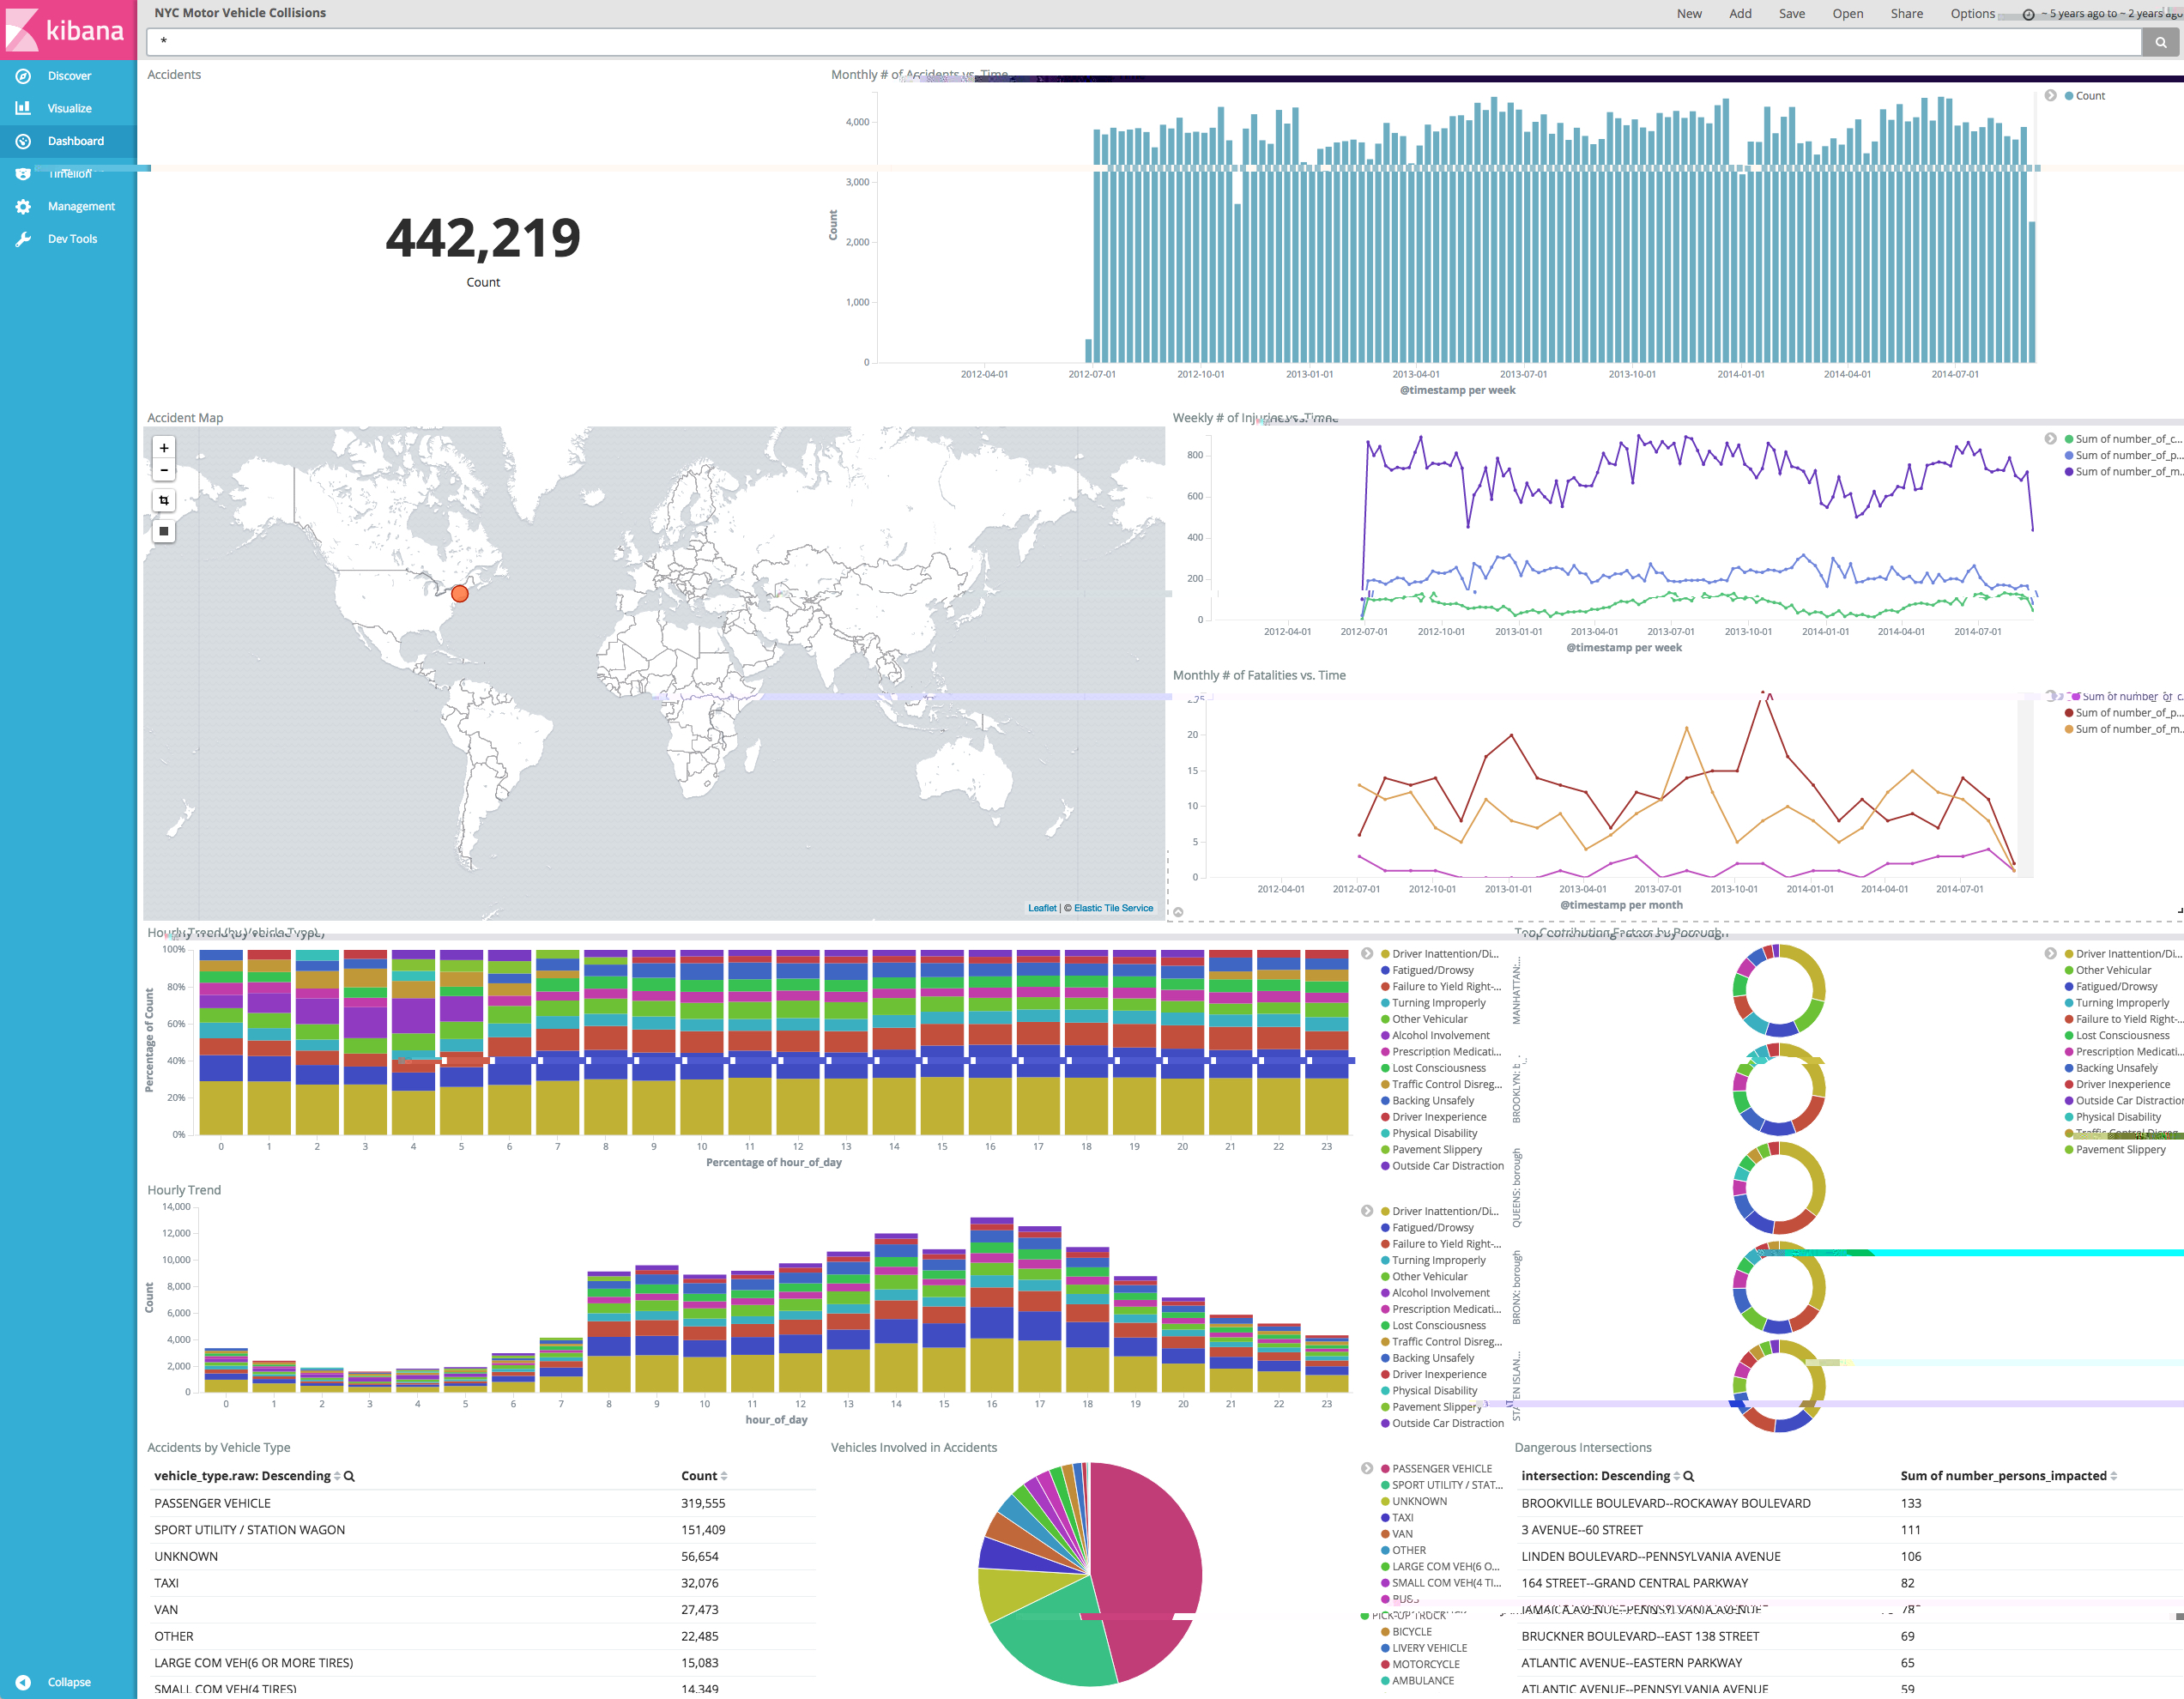 kibana
Discover
Visualize
Dashboard
Timelion
Management
Dev Tools
Collapse
NYC Motor Vehicle Collisions
New Add Save Open Share Options ~ 5 years ago to ~ 2 years ago
*
Accidents
442,219
Count
Monthly # of Accidents vs. Time
Count
4,000
3,000
2,000
1,000
0
Count
2012-04-01 2012-07-01 2012-10-01 2013-01-01 2013-04-01 2013-07-01 2013-10-01 2014-01-01 2014-04-01 2014-07-01
@timestamp per week
Accident Map
+
−
Leaflet | © Elastic Tile Service
Weekly # of Injuries vs. Time
800
600
400
200
0
Sum of number_of_c...
Sum of number_of_p...
Sum of number_of_m...
2012-04-01 2012-07-01 2012-10-01 2013-01-01 2013-04-01 2013-07-01 2013-10-01 2014-01-01 2014-04-01 2014-07-01
@timestamp per week
Monthly # of Fatalities vs. Time
25
20
15
10
5
0
Sum of number_of_c...
Sum of number_of_p...
Sum of number_of_m...
2012-04-01 2012-07-01 2012-10-01 2013-01-01 2013-04-01 2013-07-01 2013-10-01 2014-01-01 2014-04-01 2014-07-01
@timestamp per month
Hourly Trend (by Vehicle Type)
Percentage of Count
100%
80%
60%
40%
20%
0%
0 1 2 3 4 5 6 7 8 9 10 11 12 13 14 15 16 17 18 19 20 21 22 23
Percentage of hour_of_day
Driver Inattention/Di...
Fatigued/Drowsy
Failure to Yield Right-...
Turning Improperly
Other Vehicular
Alcohol Involvement
Prescription Medicati...
Lost Consciousness
Traffic Control Disreg...
Backing Unsafely
Driver Inexperience
Physical Disability
Pavement Slippery
Outside Car Distraction
Top Contributing Factors by Borough
MANHATTAN:...
BROOKLYN: b
QUEENS: borough
BRONX: borough
STATEN ISLAN...
Driver Inattention/Di...
Other Vehicular
Fatigued/Drowsy
Turning Improperly
Failure to Yield Right-...
Lost Consciousness
Prescription Medicati...
Backing Unsafely
Driver Inexperience
Outside Car Distraction
Physical Disability
Traffic Control Disreg...
Pavement Slippery
Hourly Trend
Count
14,000
12,000
10,000
8,000
6,000
4,000
2,000
0
0 1 2 3 4 5 6 7 8 9 10 11 12 13 14 15 16 17 18 19 20 21 22 23
hour_of_day
Driver Inattention/Di...
Fatigued/Drowsy
Failure to Yield Right-...
Turning Improperly
Other Vehicular
Alcohol Involvement
Prescription Medicati...
Lost Consciousness
Traffic Control Disreg...
Backing Unsafely
Driver Inexperience
Physical Disability
Pavement Slippery
Outside Car Distraction
Accidents by Vehicle Type
vehicle_type.raw: Descending Count
PASSENGER VEHICLE 319,555
SPORT UTILITY / STATION WAGON 151,409
UNKNOWN 56,654
TAXI 32,076
VAN 27,473
OTHER 22,485
LARGE COM VEH(6 OR MORE TIRES) 15,083
SMALL COM VEH(4 TIRES) 14,349
Vehicles Involved in Accidents
PASSENGER VEHICLE
SPORT UTILITY / STAT...
UNKNOWN
TAXI
VAN
OTHER
LARGE COM VEH(6 O...
SMALL COM VEH(4 TI...
BUS
PICK-UP TRUCK
BICYCLE
LIVERY VEHICLE
MOTORCYCLE
AMBULANCE
Dangerous Intersections
intersection: Descending Sum of number_persons_impacted
BROOKVILLE BOULEVARD--ROCKAWAY BOULEVARD 133
3 AVENUE--60 STREET 111
LINDEN BOULEVARD--PENNSYLVANIA AVENUE 106
164 STREET--GRAND CENTRAL PARKWAY 82
JAMAICA AVENUE--PENNSYLVANIA AVENUE
BRUCKNER BOULEVARD--EAST 138 STREET 69
ATLANTIC AVENUE--EASTERN PARKWAY 65
ATLANTIC AVENUE--PENNSYLVANIA AVENUE 59